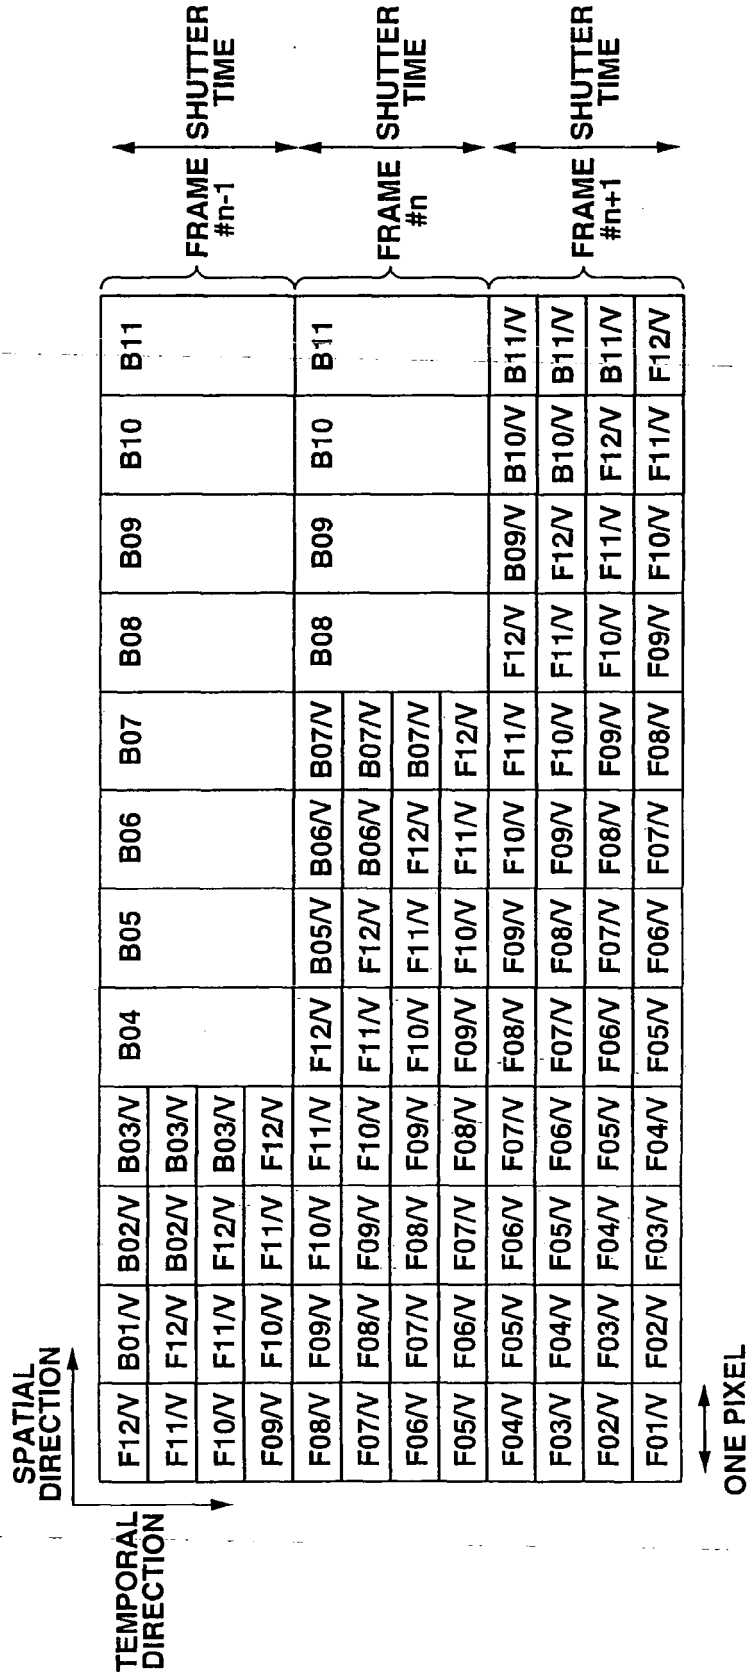 SPATIAL
DIRECTION
TEMPORAL
DIRECTION
F12/V B01/V B02/V B03/V B04 B05 B06 B07 B08 B09 B10 B11
F11/V F12/V B02/V B03/V
F10/V F11/V F12/V B03/V
F09/V F10/V F11/V F12/V
FRAME
#n-1
SHUTTER
TIME
F08/V F09/V F10/V F11/V F12/V B05/V B06/V B07/V B08 B09 B10 B11
F07/V F08/V F09/V F10/V F11/V F12/V B06/V B07/V
F06/V F07/V F08/V F09/V F10/V F11/V F12/V B07/V
F05/V F06/V F07/V F08/V F09/V F10/V F11/V F12/V
FRAME
#n
SHUTTER
TIME
F04/V F05/V F06/V F07/V F08/V F09/V F10/V F11/V F12/V B09/V B10/V B11/V
F03/V F04/V F05/V F06/V F07/V F08/V F09/V F10/V F11/V F12/V B10/V B11/V
F02/V F03/V F04/V F05/V F06/V F07/V F08/V F09/V F10/V F11/V F12/V B11/V
F01/V F02/V F03/V F04/V F05/V F06/V F07/V F08/V F09/V F10/V F11/V F12/V
FRAME
#n+1
SHUTTER
TIME
ONE PIXEL